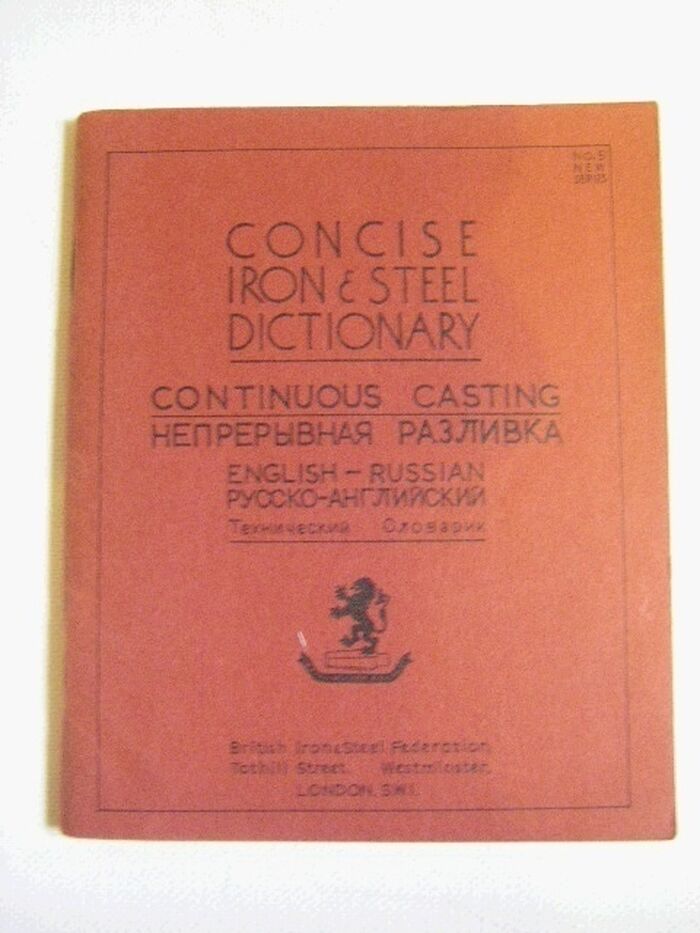 NO. 5
NEW
SERIES
CONCISE
IRON & STEEL
DICTIONARY
CONTINUOUS CASTING
НЕПРЕРЫВНАЯ РАЗЛИВКА
ENGLISH – RUSSIAN
РУССКО-АНГЛИЙСКИЙ
Технический Словарик
British Iron & Steel Federation,
Tothill Street, Westminster,
LONDON, S.W.1.